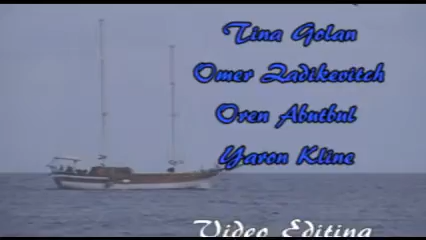 Tina Golan
Omer Zadikevitch
Oren Abutbul
Yaron Kline
Video Editing